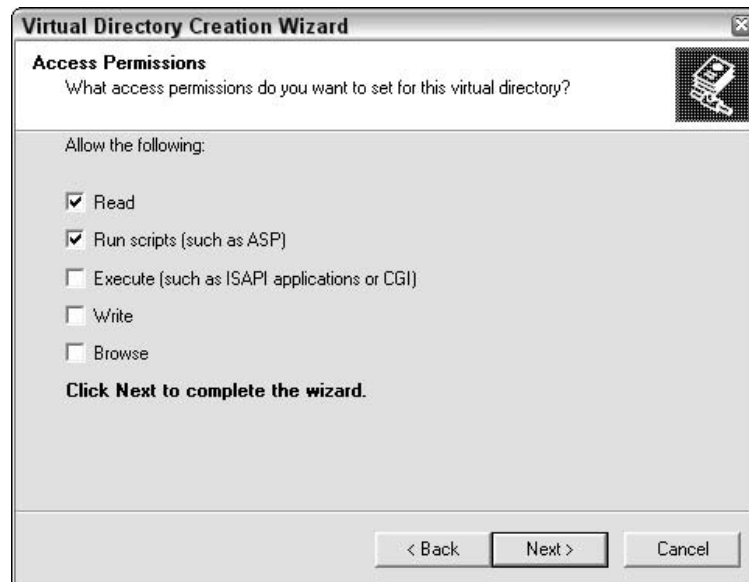 Virtual Directory Creation Wizard
Access Permissions
What access permissions do you want to set for this virtual directory?
Allow the following:
Read
Run scripts (such as ASP)
Execute (such as ISAPI applications or CGI)
Write
Browse
Click Next to complete the wizard.
< Back Next > Cancel